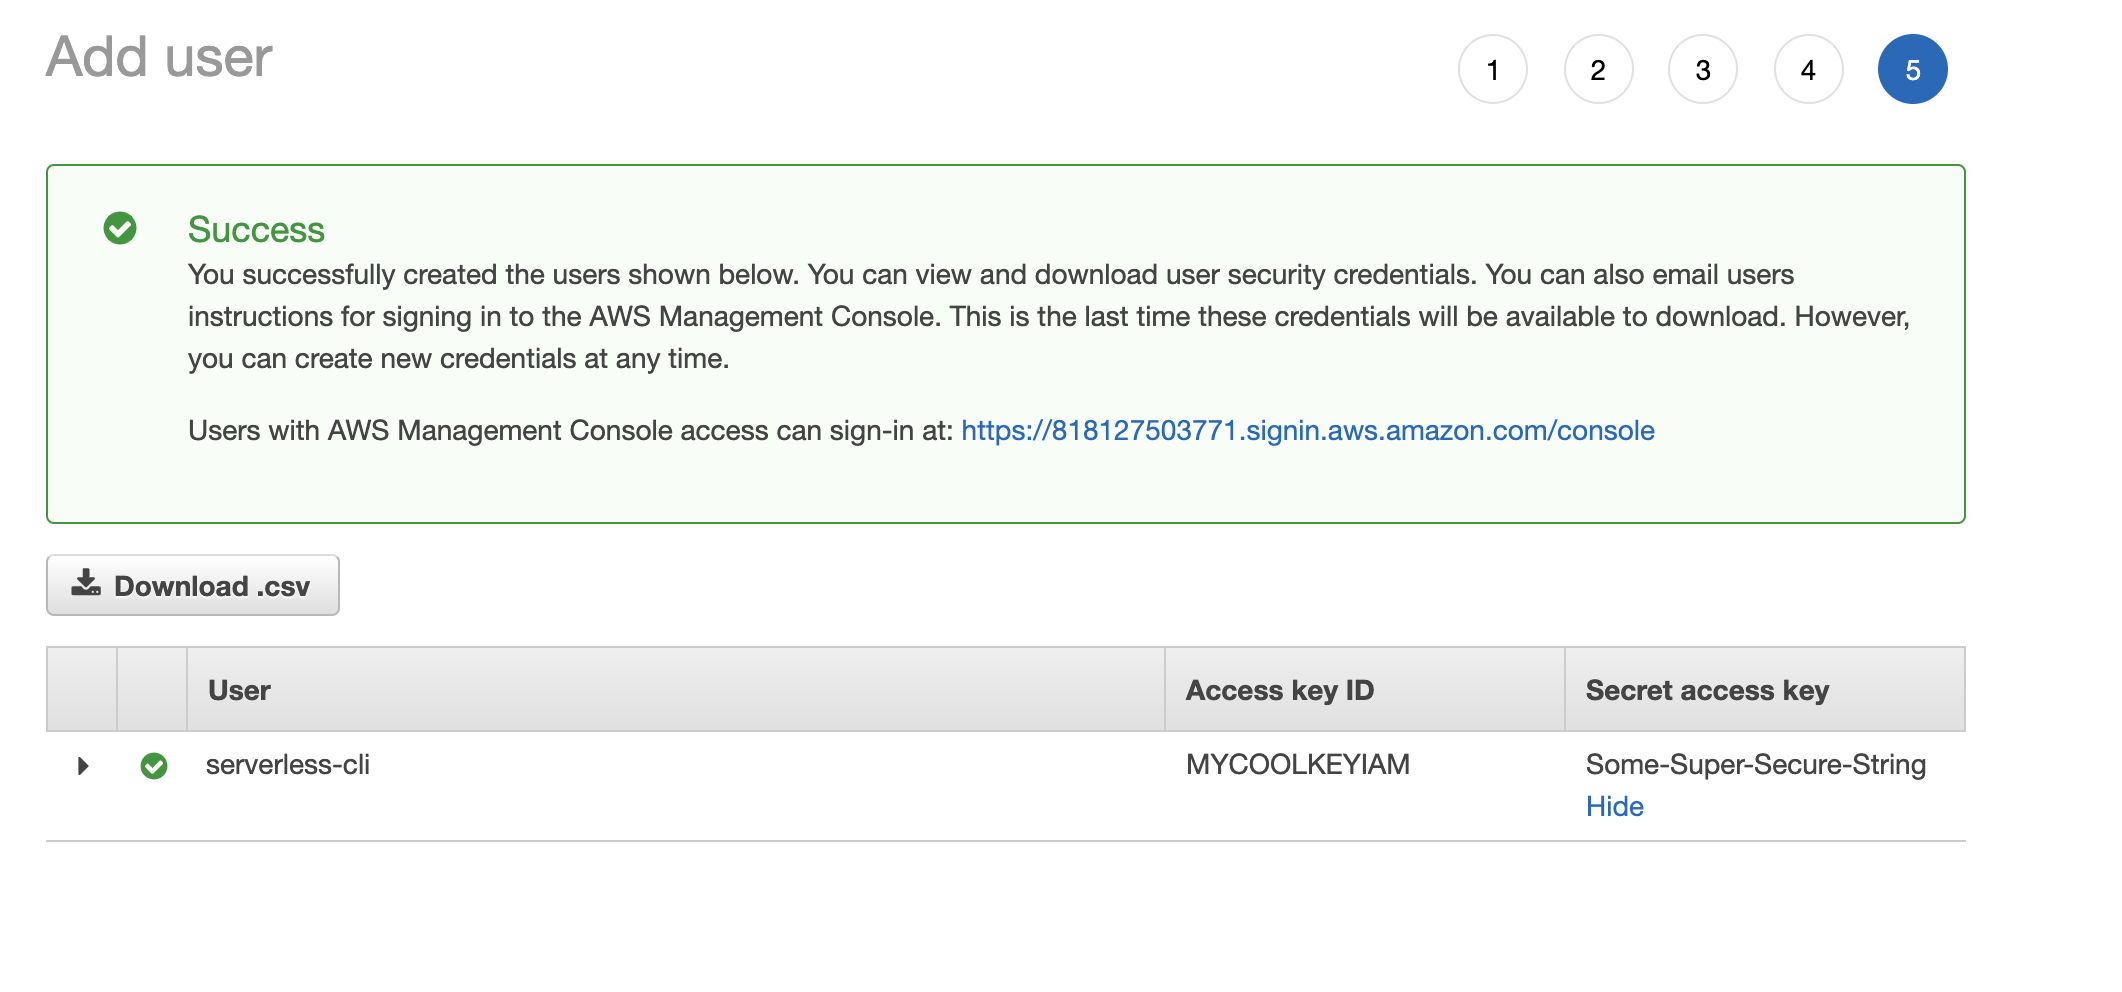 Add user
1 2 3 4 5
Success
You successfully created the users shown below. You can view and download user security credentials. You can also email users
instructions for signing in to the AWS Management Console. This is the last time these credentials will be available to download. However,
you can create new credentials at any time.
Users with AWS Management Console access can sign-in at: https://818127503771.signin.aws.amazon.com/console
Download .csv
User Access key ID Secret access key
serverless-cli MYCOOLKEYIAM Some-Super-Secure-String
Hide